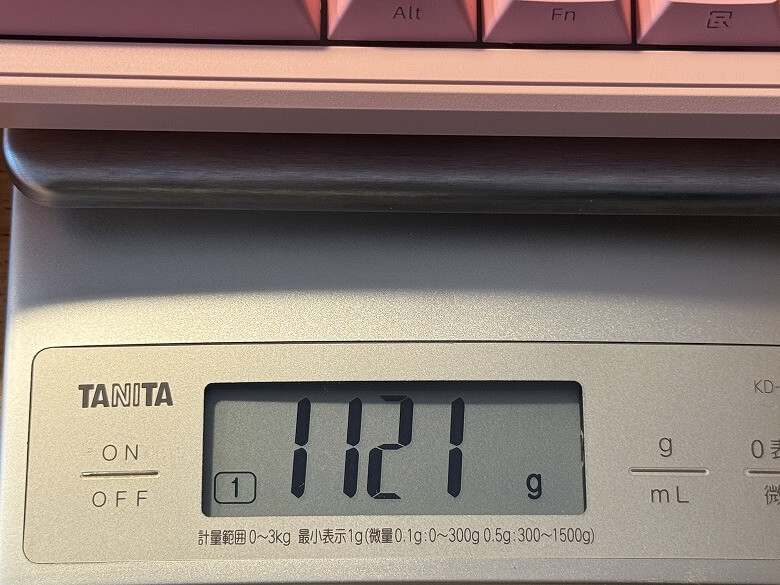 Alt
Fn
TANITA
KD-
ON
OFF
1
1121 g
g
mL
0表
微
計量範囲0〜3kg 最小表示1g(微量0.1g:0〜300g 0.5g:300〜1500g)